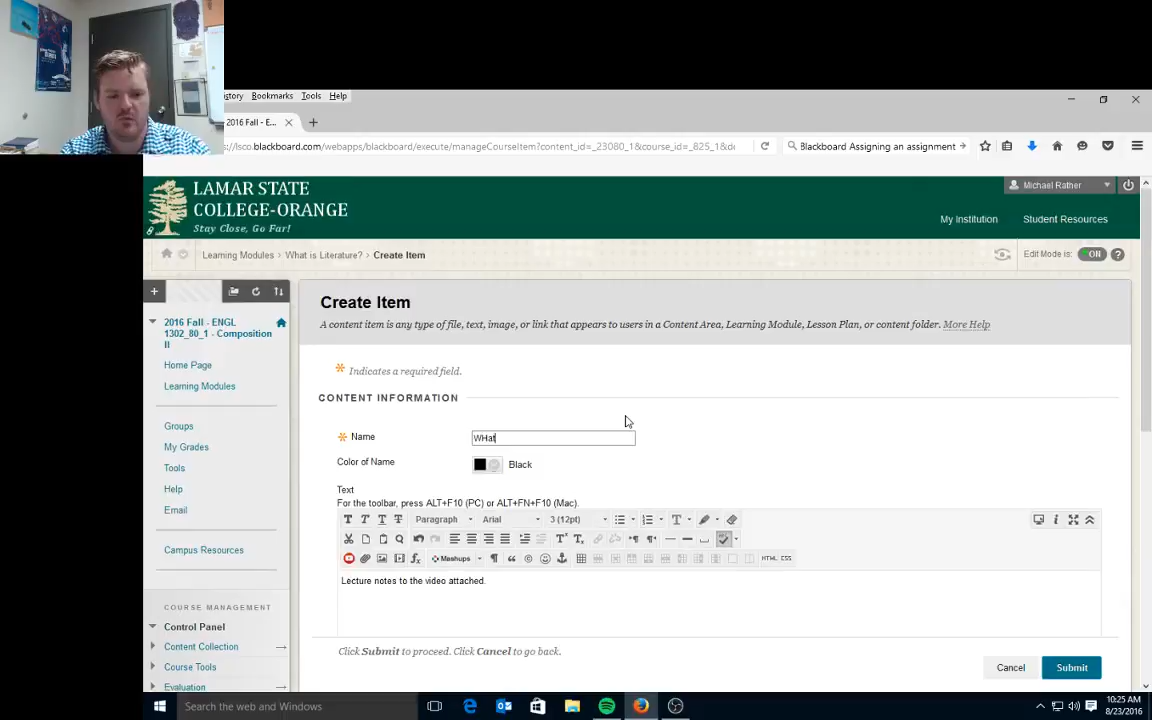 story Bookmarks Tools Help
2016 Fall - E...
://lsco.blackboard.com/webapps/blackboard/execute/manageCourseItem?content_id=_23080_1&course_id=_825_1&de
Blackboard Assigning an assignment
LAMAR STATE
COLLEGE-ORANGE
Stay Close, Go Far!
Michael Rather
My Institution
Student Resources
Learning Modules > What is Literature? > Create Item
Edit Mode is: ON ?
2016 Fall - ENGL
1302_80_1 - Composition
II
Home Page
Learning Modules
Groups
My Grades
Tools
Help
Email
Campus Resources
COURSE MANAGEMENT
Control Panel
Content Collection
Course Tools
Evaluation
Create Item
A content item is any type of file, text, image, or link that appears to users in a Content Area, Learning Module, Lesson Plan, or content folder. More Help
Indicates a required field.
CONTENT INFORMATION
Name
WHat
Color of Name
Black
Text
For the toolbar, press ALT+F10 (PC) or ALT+FN+F10 (Mac).
T T T T Paragraph Arial 3 (12pt)
Mashups HTML CSS
Lecture notes to the video attached.
Click Submit to proceed. Click Cancel to go back.
Cancel
Submit
Search the web and Windows
10:25 AM
8/23/2016